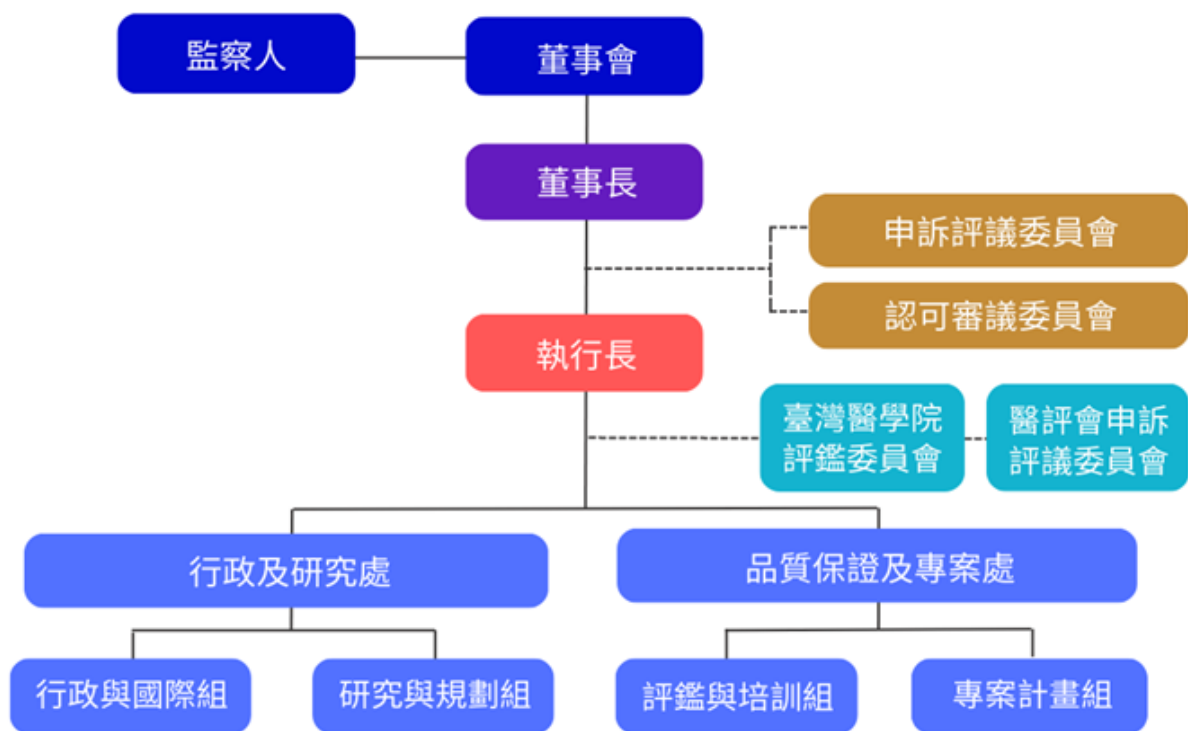 監察人
董事會
董事長
申訴評議委員會
認可審議委員會
執行長
臺灣醫學院
評鑑委員會
醫評會申訴
評議委員會
行政及研究處
品質保證及專案處
行政與國際組
研究與規劃組
評鑑與培訓組
專案計畫組